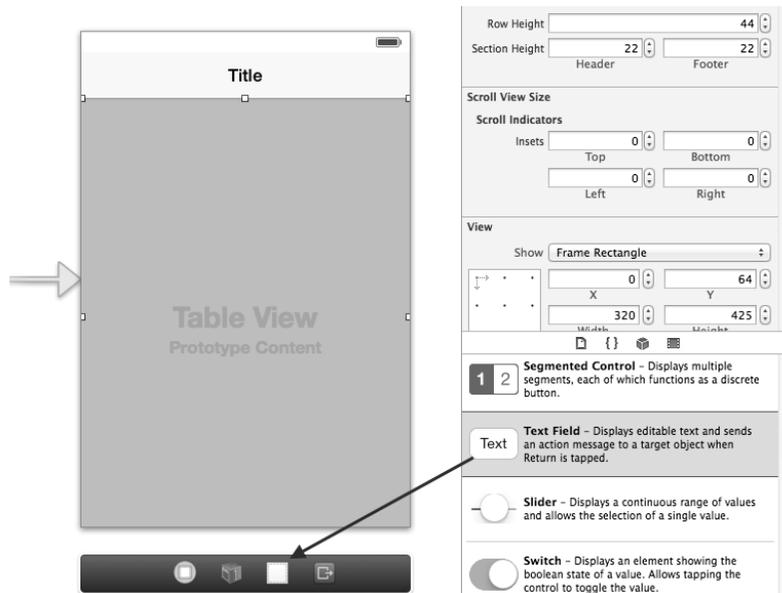 Title
Table View
Prototype Content
Row Height 44
Section Height 22 22
Header Footer
Scroll View Size
Scroll Indicators
Insets 0 0
Top Bottom
0 0
Left Right
View
Show Frame Rectangle
0 64
X Y
320 425
Width Height
{ }
1 2
Segmented Control – Displays multiple
segments, each of which functions as a discrete
button.
Text
Text Field – Displays editable text and sends
an action message to a target object when
Return is tapped.
Slider – Displays a continuous range of values
and allows the selection of a single value.
Switch – Displays an element showing the
boolean state of a value. Allows tapping the
control to toggle the value.